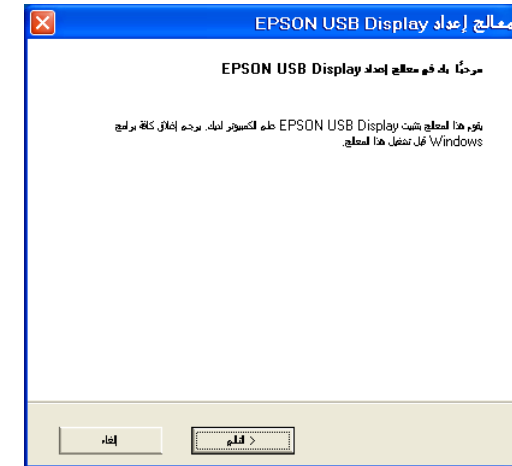 معالج إعداد EPSON USB Display
مرحبًا بك في معالج إعداد EPSON USB Display
يقوم هذا المعالج بتثبيت EPSON USB Display على الكمبيوتر لديك. يرجى إغلاق كافة برامج
Windows قبل تشغيل هذا المعالج.
التالي >
إلغاء